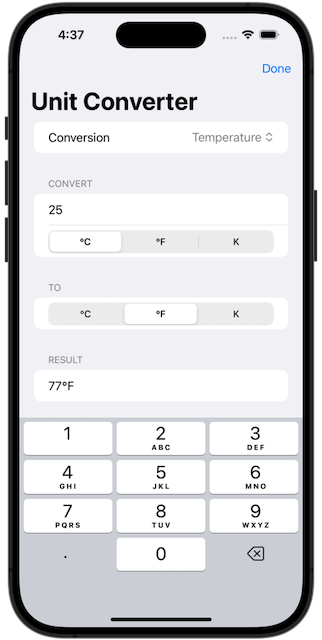 4:37
Done
Unit Converter
Conversion Temperature
CONVERT
25
°C °F K
TO
°C °F K
RESULT
77°F
1 2 3
ABC DEF
4 5 6
GHI JKL MNO
7 8 9
PQRS TUV WXYZ
. 0